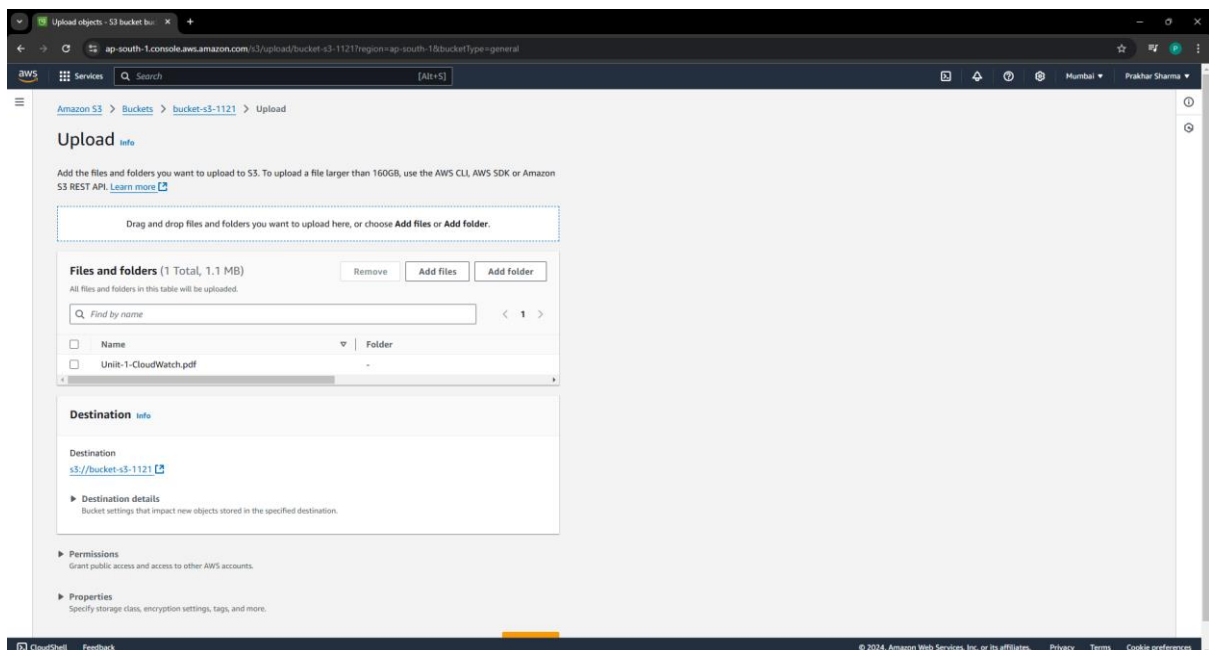 Upload objects - S3 bucket buc
ap-south-1.console.aws.amazon.com/s3/upload/bucket-s3-1121?region=ap-south-1&bucketType=general
aws Services Search [Alt+S] Mumbai Prakhar Sharma
Amazon S3 > Buckets > bucket-s3-1121 > Upload
Upload Info
Add the files and folders you want to upload to S3. To upload a file larger than 160GB, use the AWS CLI, AWS SDK or Amazon
S3 REST API. Learn more
Drag and drop files and folders you want to upload here, or choose Add files or Add folder.
Files and folders (1 Total, 1.1 MB) Remove Add files Add folder
All files and folders in this table will be uploaded.
Find by name < 1 >
Name Folder
Uniit-1-CloudWatch.pdf -
Destination Info
Destination
s3://bucket-s3-1121
Destination details
Bucket settings that impact new objects stored in the specified destination.
Permissions
Grant public access and access to other AWS accounts.
Properties
Specify storage class, encryption settings, tags, and more.
CloudShell Feedback © 2024, Amazon Web Services, Inc. or its affiliates. Privacy Terms Cookie preferences